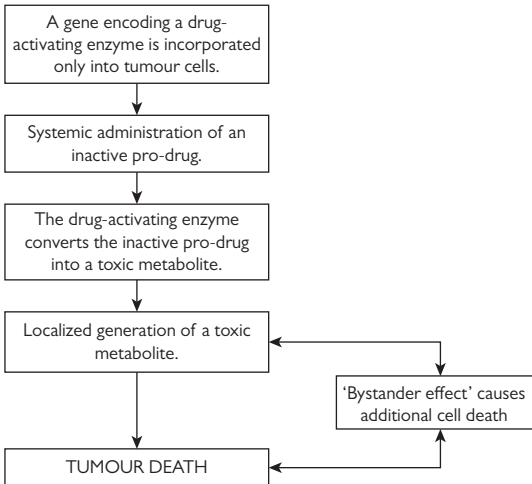 A gene encoding a drug-
activating enzyme is incorporated
only into tumour cells.
Systemic administration of an
inactive pro-drug.
The drug-activating enzyme
converts the inactive pro-drug
into a toxic metabolite.
Localized generation of a toxic
metabolite.
‘Bystander effect’ causes
additional cell death
TUMOUR DEATH